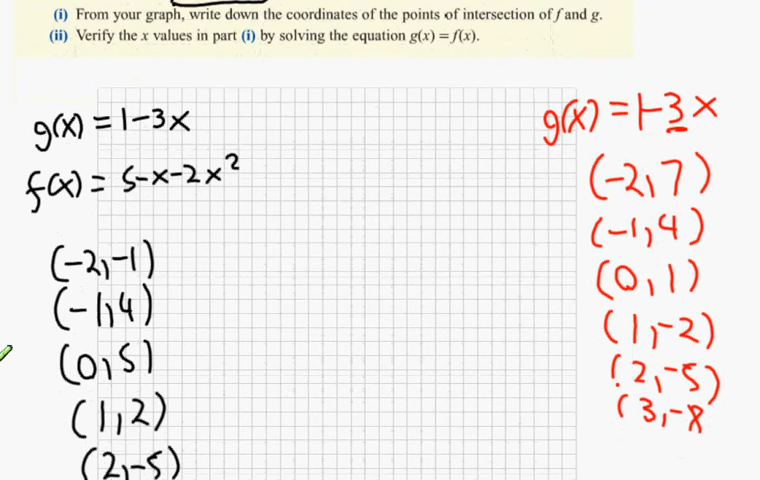 (i) From your graph, write down the coordinates of the points of intersection of f and g.
(ii) Verify the x values in part (i) by solving the equation g(x) = f(x).
g(x) = 1-3x
f(x) = 5-x-2x²
(-2,-1)
(-1,4)
(0,5)
(1,2)
(2,-5)
g(x) = 1-3x
(-2,7)
(-1,4)
(0,1)
(1,-2)
(2,-5)
(3,-8